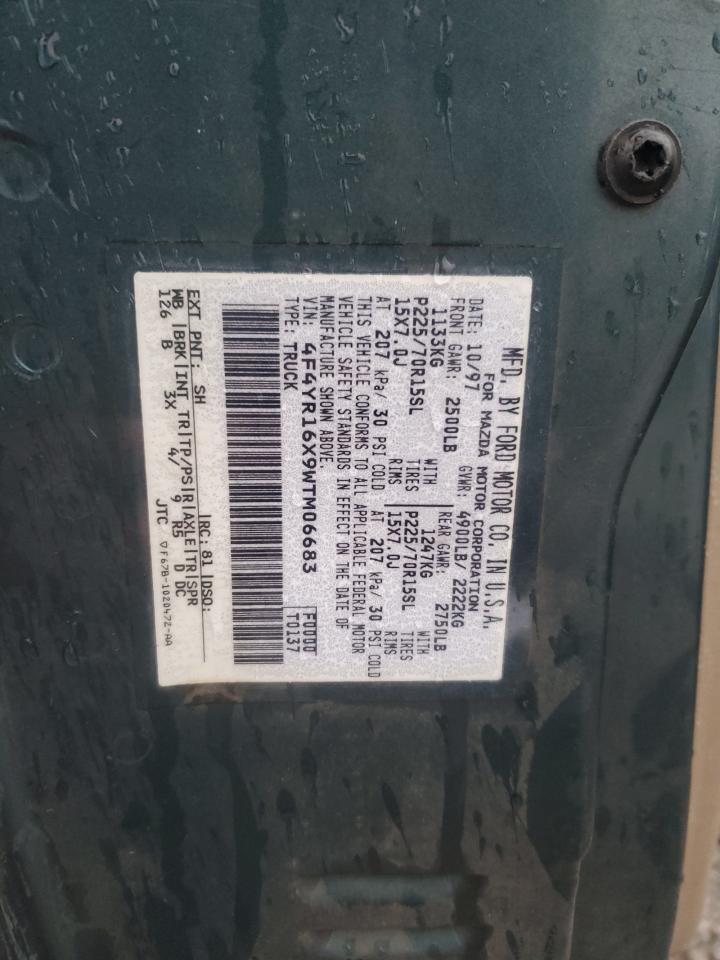 MFD. BY FORD MOTOR CO. IN U.S.A.
FOR MAZDA MOTOR CORPORATION
DATE: 10/97 GVWR: 4900LB/ 2222KG
FRONT GAWR: 2500LB REAR GAWR: 2750LB
1133KG WITH 1247KG WITH
P225/70R15SL TIRES P225/70R15SL TIRES
15X7.0J RIMS 15X7.0J RIMS
AT 207 kPa/ 30 PSI COLD AT 207 kPa/ 30 PSI COLD
THIS VEHICLE CONFORMS TO ALL APPLICABLE FEDERAL MOTOR
VEHICLE SAFETY STANDARDS IN EFFECT ON THE DATE OF
MANUFACTURE SHOWN ABOVE.
VIN: 4F4YR16X9WTM06683 F0000
TYPE: TRUCK T0137
EXT PNT: SH RC: 81 DSO:
WB BRK INT TR TP/PS R AXLE TR SPR
126 B 3X 4/ 9 R5 D DC
JTC ▽F67B-1020472-AA